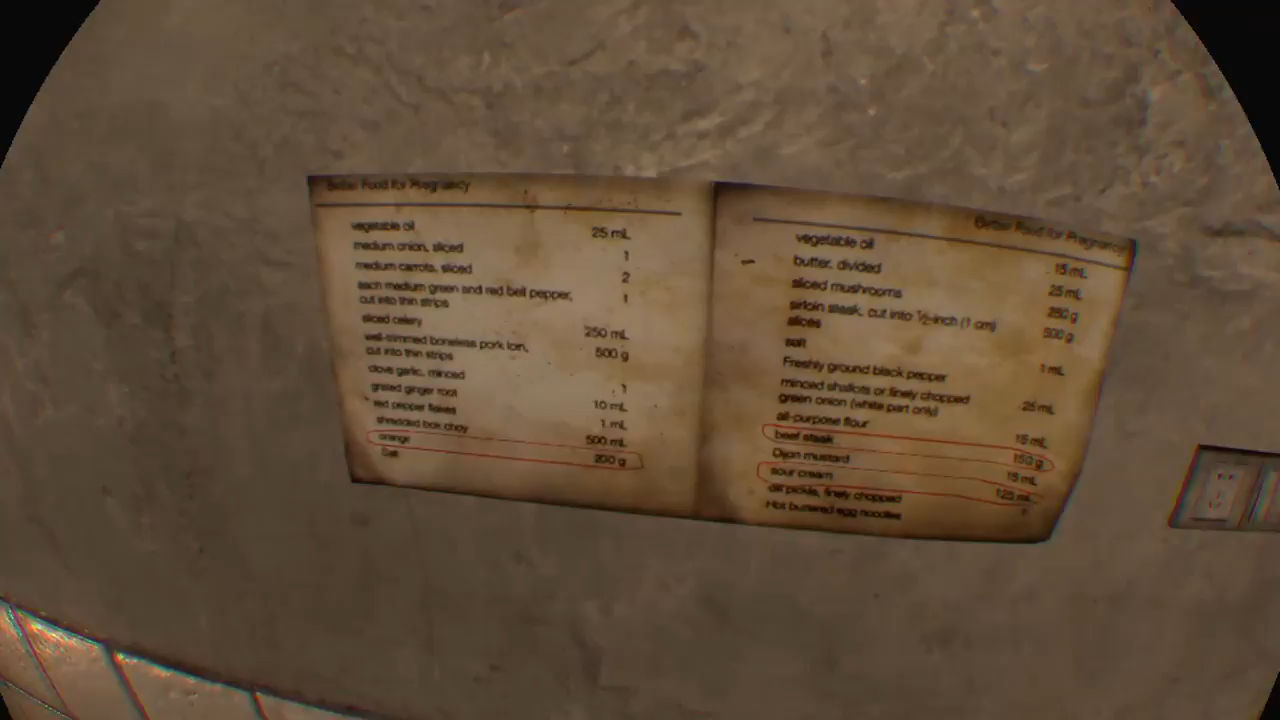 Better Food for Pregnancy
vegetable oil 25 mL
medium onion, sliced 1
medium carrots, sliced 2
each medium green and red bell pepper, 1
cut into thin strips
sliced celery 250 mL
well-trimmed boneless pork loin, 500 g
cut into thin strips
clove garlic, minced 1
grated ginger root 10 mL
red pepper flakes 1 mL
shredded bok choy 500 mL
orange 200 g
Salt
Better Food for Pregnancy
vegetable oil 15 mL
butter, divided 25 mL
sliced mushrooms 250 g
sirloin steak, cut into ½-inch (1 cm) 500 g
slices
salt 1 mL
Freshly ground black pepper
minced shallots or finely chopped 25 mL
green onion (white part only)
all-purpose flour 15 mL
beef steak 150 g
Dijon mustard 15 mL
sour cream 125 mL
dill pickle, finely chopped
Hot buttered egg noodles